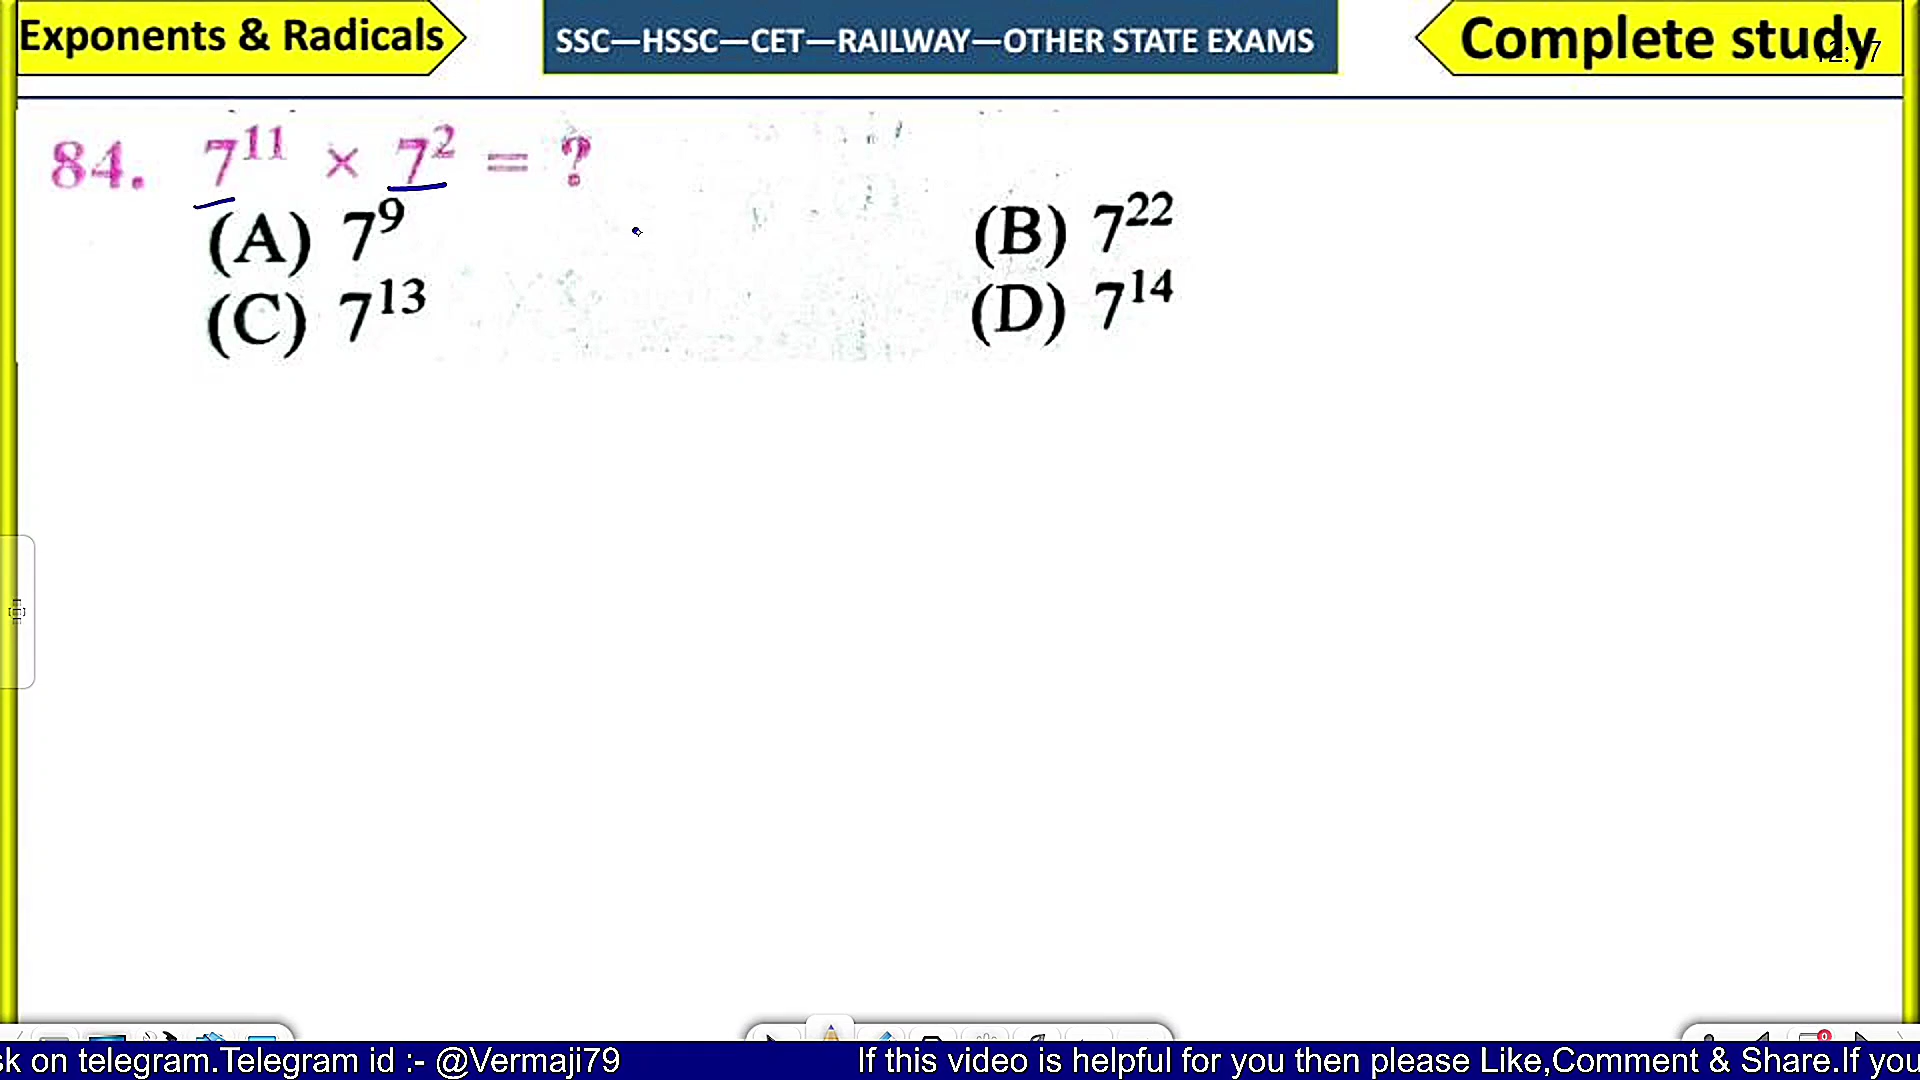 Exponents & Radicals
SSC—HSSC—CET—RAILWAY—OTHER STATE EXAMS
Complete study
84. 7¹¹ × 7² = ?
(A) 7⁹ (B) 7²²
(C) 7¹³ (D) 7¹⁴
sk on telegram.Telegram id :- @Vermaji79 If this video is helpful for you then please Like,Comment & Share.If you